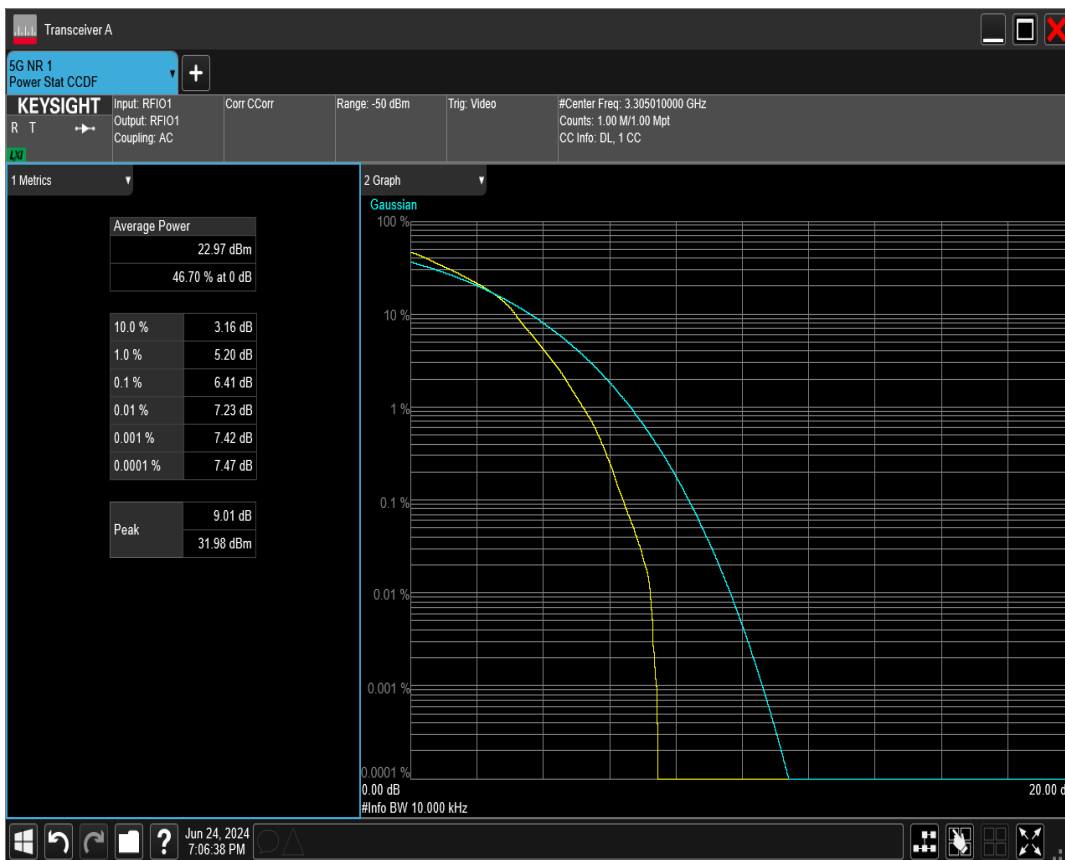 Transceiver A
5G NR 1
Power Stat CCDF
+
KEYSIGHT
R T
LXI
Input: RFIO1
Output: RFIO1
Coupling: AC
Corr CCorr
Range: -50 dBm
Trig: Video
#Center Freq: 3.305010000 GHz
Counts: 1.00 M/1.00 Mpt
CC Info: DL, 1 CC
1 Metrics
Average Power
22.97 dBm
46.70 % at 0 dB
10.0 % 3.16 dB
1.0 % 5.20 dB
0.1 % 6.41 dB
0.01 % 7.23 dB
0.001 % 7.42 dB
0.0001 % 7.47 dB
Peak
9.01 dB
31.98 dBm
2 Graph
Gaussian
100 %
10 %
1 %
0.1 %
0.01 %
0.001 %
0.0001 %
0.00 dB 20.00 d
#Info BW 10.000 kHz
?
Jun 24, 2024
7:06:38 PM